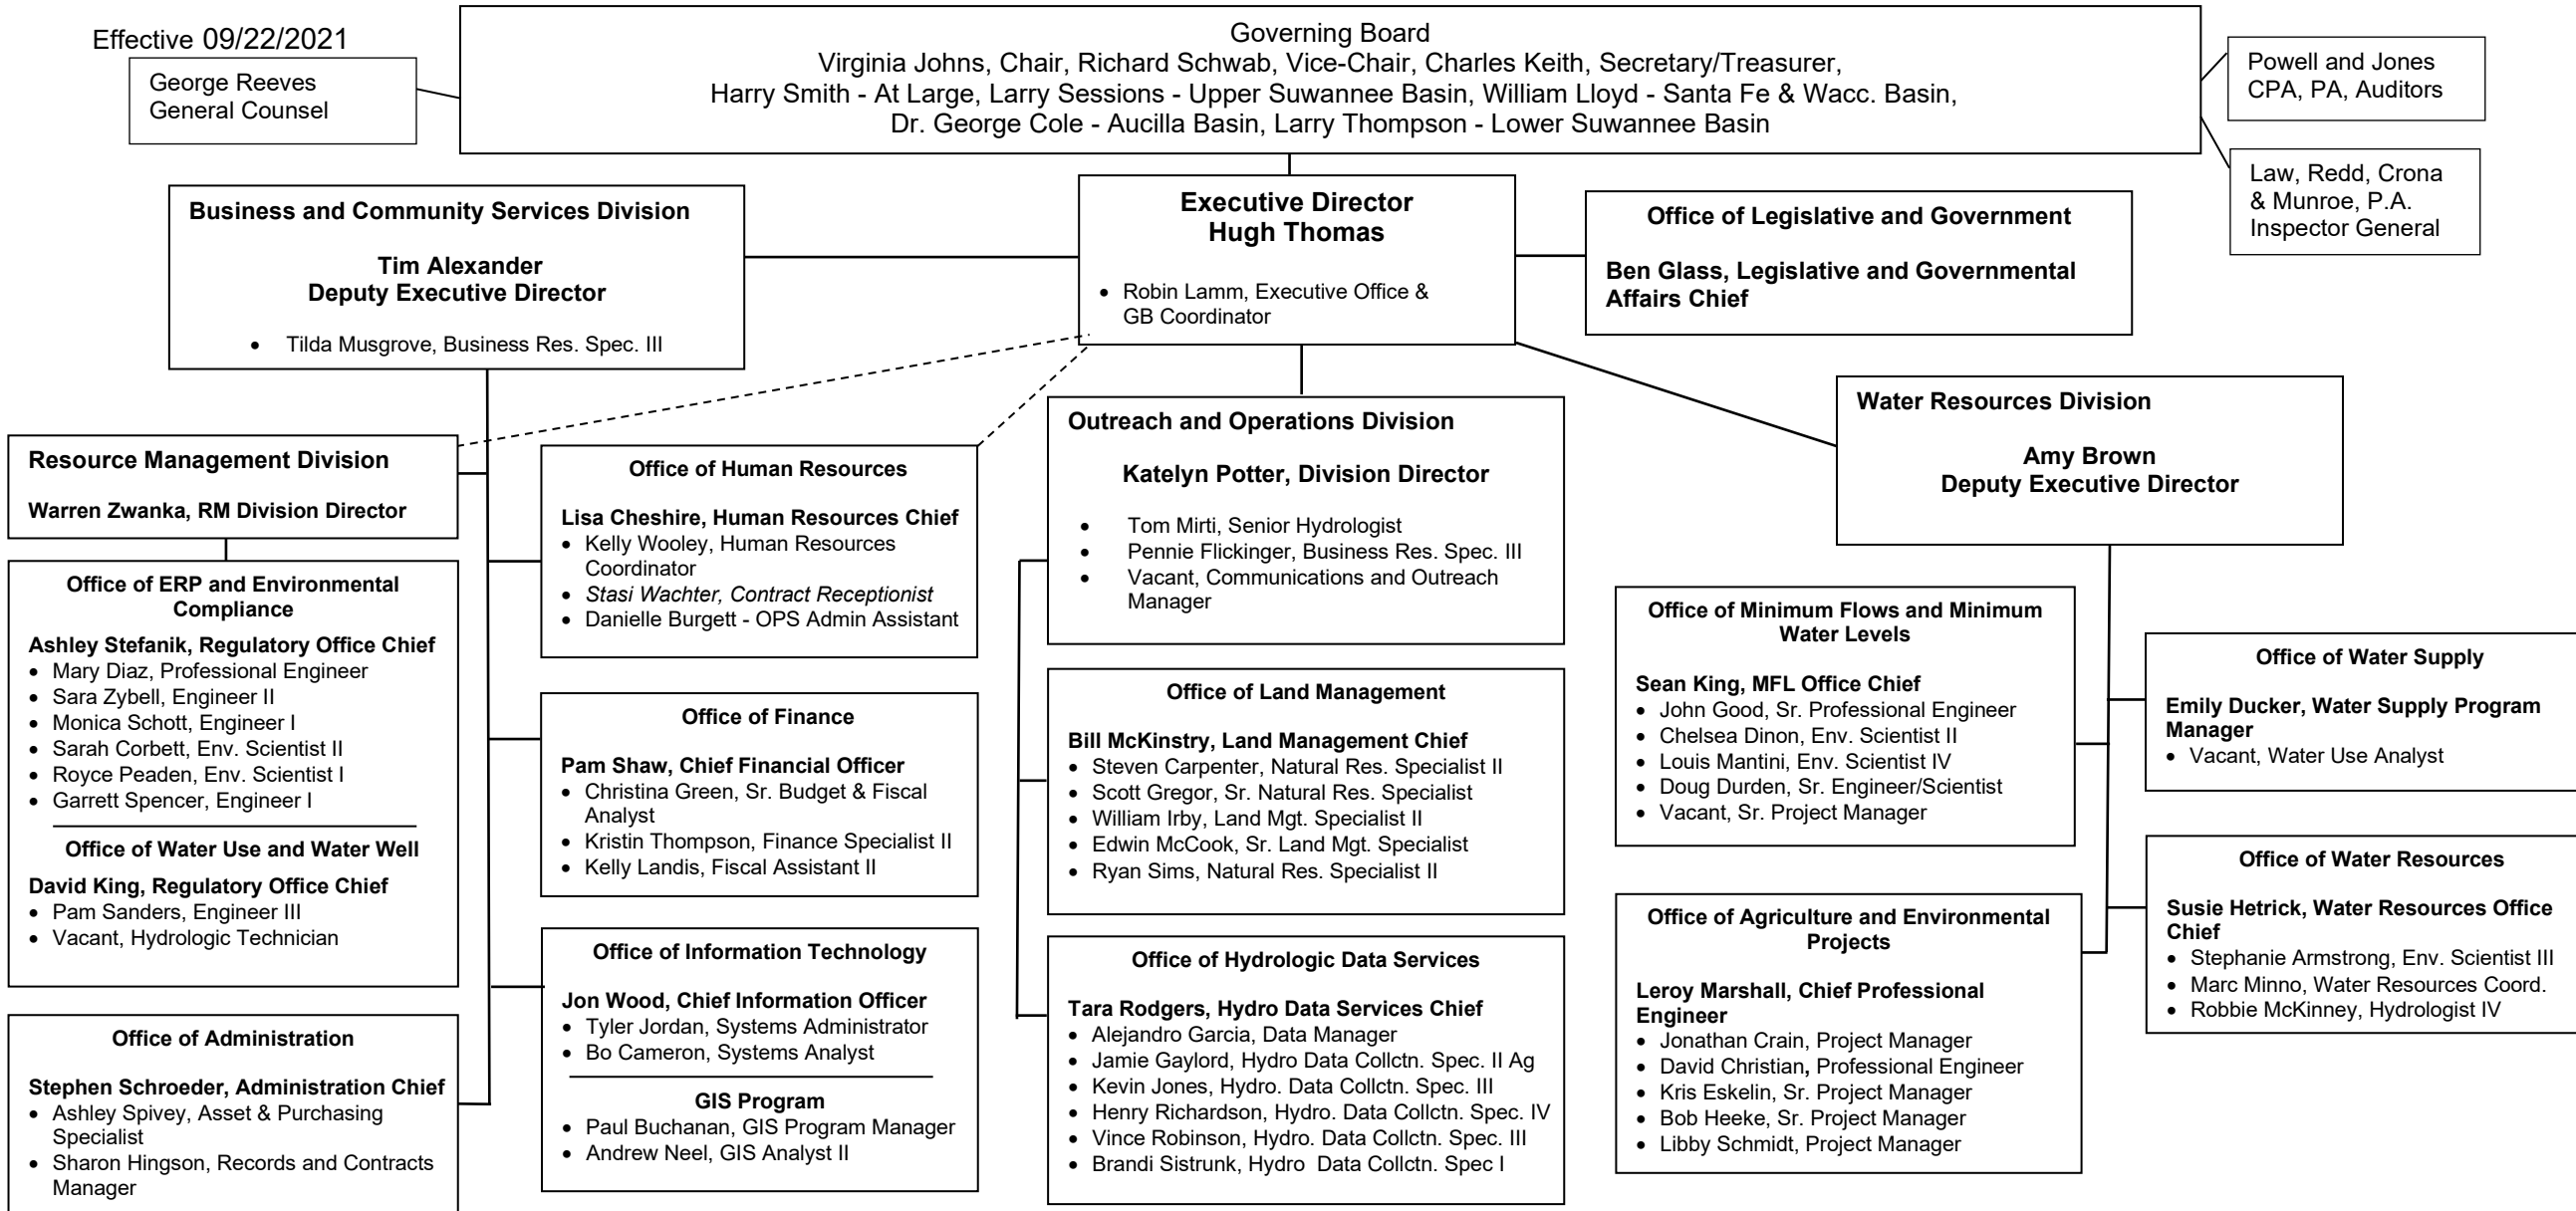 Effective 09/22/2021
George Reeves
General Counsel
Governing Board
Virginia Johns, Chair, Richard Schwab, Vice-Chair, Charles Keith, Secretary/Treasurer,
Harry Smith - At Large, Larry Sessions - Upper Suwannee Basin, William Lloyd - Santa Fe & Wacc. Basin,
Dr. George Cole - Aucilla Basin, Larry Thompson - Lower Suwannee Basin
Powell and Jones
CPA, PA, Auditors
Law, Redd, Crona
& Munroe, P.A.
Inspector General
Business and Community Services Division
Tim Alexander
Deputy Executive Director
• Tilda Musgrove, Business Res. Spec. III
Executive Director
Hugh Thomas
• Robin Lamm, Executive Office &
GB Coordinator
Office of Legislative and Government
Ben Glass, Legislative and Governmental
Affairs Chief
Resource Management Division
Warren Zwanka, RM Division Director
Office of ERP and Environmental
Compliance
Ashley Stefanik, Regulatory Office Chief
• Mary Diaz, Professional Engineer
• Sara Zybell, Engineer II
• Monica Schott, Engineer I
• Sarah Corbett, Env. Scientist II
• Royce Peaden, Env. Scientist I
• Garrett Spencer, Engineer I
Office of Water Use and Water Well
David King, Regulatory Office Chief
• Pam Sanders, Engineer III
• Vacant, Hydrologic Technician
Office of Administration
Stephen Schroeder, Administration Chief
• Ashley Spivey, Asset & Purchasing
Specialist
• Sharon Hingson, Records and Contracts
Manager
Office of Human Resources
Lisa Cheshire, Human Resources Chief
• Kelly Wooley, Human Resources
Coordinator
• Stasi Wachter, Contract Receptionist
• Danielle Burgett - OPS Admin Assistant
Office of Finance
Pam Shaw, Chief Financial Officer
• Christina Green, Sr. Budget & Fiscal
Analyst
• Kristin Thompson, Finance Specialist II
• Kelly Landis, Fiscal Assistant II
Office of Information Technology
Jon Wood, Chief Information Officer
• Tyler Jordan, Systems Administrator
• Bo Cameron, Systems Analyst
GIS Program
• Paul Buchanan, GIS Program Manager
• Andrew Neel, GIS Analyst II
Outreach and Operations Division
Katelyn Potter, Division Director
• Tom Mirti, Senior Hydrologist
• Pennie Flickinger, Business Res. Spec. III
• Vacant, Communications and Outreach
Manager
Office of Land Management
Bill McKinstry, Land Management Chief
• Steven Carpenter, Natural Res. Specialist II
• Scott Gregor, Sr. Natural Res. Specialist
• William Irby, Land Mgt. Specialist II
• Edwin McCook, Sr. Land Mgt. Specialist
• Ryan Sims, Natural Res. Specialist II
Office of Hydrologic Data Services
Tara Rodgers, Hydro Data Services Chief
• Alejandro Garcia, Data Manager
• Jamie Gaylord, Hydro Data Collctn. Spec. II Ag
• Kevin Jones, Hydro. Data Collctn. Spec. III
• Henry Richardson, Hydro. Data Collctn. Spec. IV
• Vince Robinson, Hydro. Data Collctn. Spec. III
• Brandi Sistrunk, Hydro Data Collctn. Spec I
Water Resources Division
Amy Brown
Deputy Executive Director
Office of Minimum Flows and Minimum
Water Levels
Sean King, MFL Office Chief
• John Good, Sr. Professional Engineer
• Chelsea Dinon, Env. Scientist II
• Louis Mantini, Env. Scientist IV
• Doug Durden, Sr. Engineer/Scientist
• Vacant, Sr. Project Manager
Office of Agriculture and Environmental
Projects
Leroy Marshall, Chief Professional
Engineer
• Jonathan Crain, Project Manager
• David Christian, Professional Engineer
• Kris Eskelin, Sr. Project Manager
• Bob Heeke, Sr. Project Manager
• Libby Schmidt, Project Manager
Office of Water Supply
Emily Ducker, Water Supply Program
Manager
• Vacant, Water Use Analyst
Office of Water Resources
Susie Hetrick, Water Resources Office
Chief
• Stephanie Armstrong, Env. Scientist III
• Marc Minno, Water Resources Coord.
• Robbie McKinney, Hydrologist IV